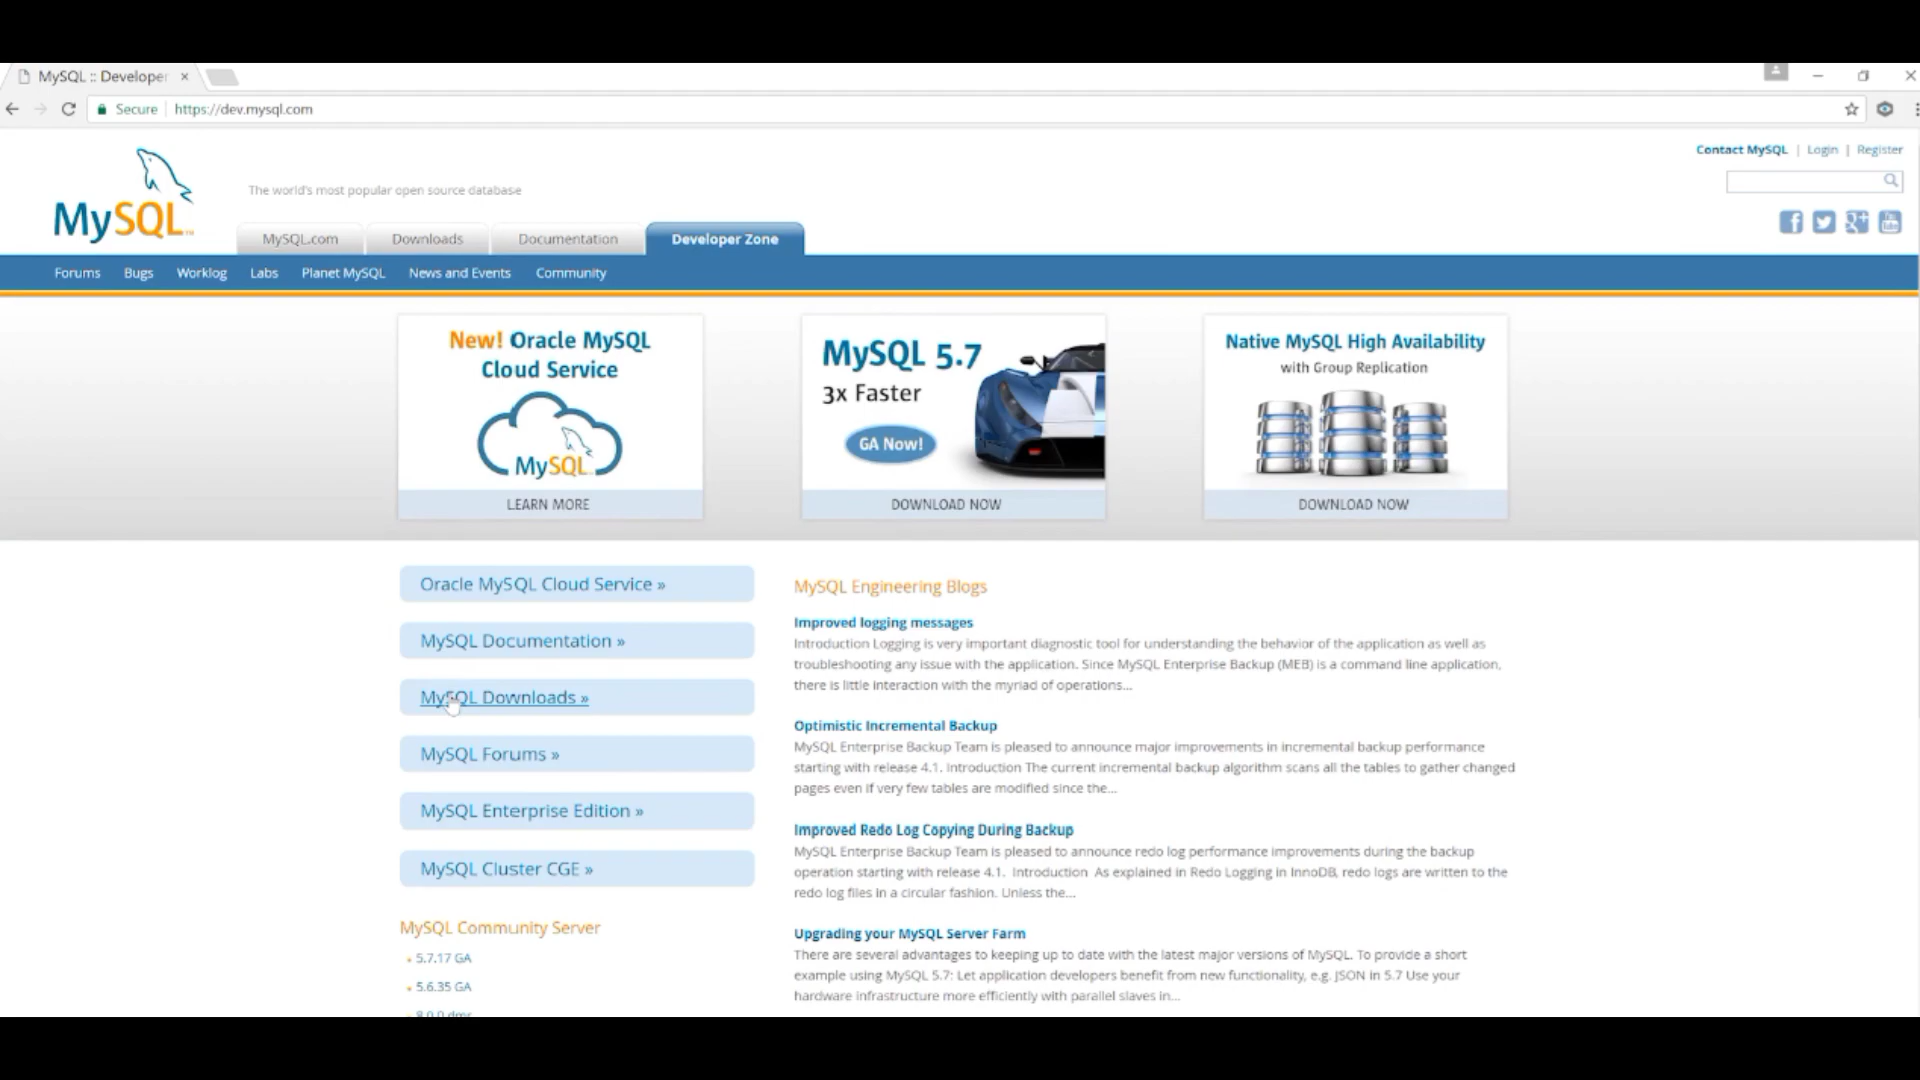 MySQL :: Developer
Secure
https://dev.mysql.com
Contact MySQL | Login | Register
MySQL
The world's most popular open source database
MySQL.com
Downloads
Documentation
Developer Zone
Forums
Bugs
Worklog
Labs
Planet MySQL
News and Events
Community
New! Oracle MySQL
Cloud Service
MySQL
LEARN MORE
MySQL 5.7
3x Faster
GA Now!
DOWNLOAD NOW
Native MySQL High Availability
with Group Replication
DOWNLOAD NOW
Oracle MySQL Cloud Service »
MySQL Documentation »
MySQL Downloads »
MySQL Forums »
MySQL Enterprise Edition »
MySQL Cluster CGE »
MySQL Community Server
5.7.17 GA
5.6.35 GA
8.0.0 dmr
MySQL Engineering Blogs
Improved logging messages
Introduction Logging is very important diagnostic tool for understanding the behavior of the application as well as
troubleshooting any issue with the application. Since MySQL Enterprise Backup (MEB) is a command line application,
there is little interaction with the myriad of operations...
Optimistic Incremental Backup
MySQL Enterprise Backup Team is pleased to announce major improvements in incremental backup performance
starting with release 4.1. Introduction The current incremental backup algorithm scans all the tables to gather changed
pages even if very few tables are modified since the...
Improved Redo Log Copying During Backup
MySQL Enterprise Backup Team is pleased to announce redo log performance improvements during the backup
operation starting with release 4.1. Introduction As explained in Redo Logging in InnoDB, redo logs are written to the
redo log files in a circular fashion. Unless the...
Upgrading your MySQL Server Farm
There are several advantages to keeping up to date with the latest major versions of MySQL. To provide a short
example using MySQL 5.7: Let application developers benefit from new functionality, e.g. JSON in 5.7 Use your
hardware infrastructure more efficiently with parallel slaves in...